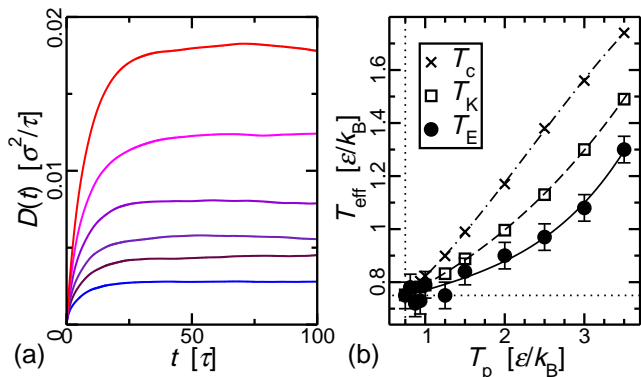 0.02
0.01
0
D(t) [σ²/τ]
0
50
100
(a)
t [τ]
T_c
T_K
T_E
1.6
1.4
1.2
1.0
0.8
T_eff [ε/k_B]
1
2
3
(b)
T_p [ε/k_B]